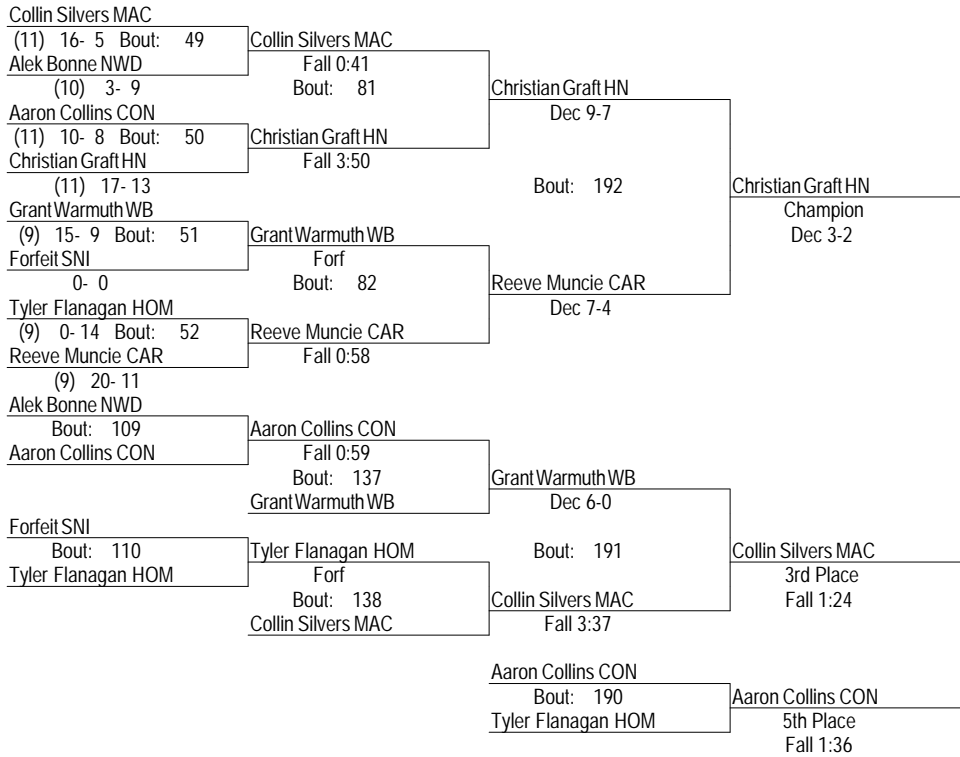 Collin Silvers MAC
(11) 16- 5 Bout: 49 Collin Silvers MAC
Alek Bonne NWD Fall 0:41
(10) 3- 9 Bout: 81 Christian Graft HN
Aaron Collins CON Dec 9-7
(11) 10- 8 Bout: 50 Christian Graft HN
Christian Graft HN Fall 3:50
(11) 17- 13 Bout: 192 Christian Graft HN
Grant Warmuth WB Champion
(9) 15- 9 Bout: 51 Grant Warmuth WB Dec 3-2
Forfeit SNI Forf
0- 0 Bout: 82 Reeve Muncie CAR
Tyler Flanagan HOM Dec 7-4
(9) 0- 14 Bout: 52 Reeve Muncie CAR
Reeve Muncie CAR Fall 0:58
(9) 20- 11
Alek Bonne NWD
Bout: 109 Aaron Collins CON
Aaron Collins CON Fall 0:59
Bout: 137 Grant Warmuth WB
Grant Warmuth WB Dec 6-0
Forfeit SNI
Bout: 110 Tyler Flanagan HOM Bout: 191 Collin Silvers MAC
Tyler Flanagan HOM Forf 3rd Place
Bout: 138 Collin Silvers MAC Fall 1:24
Collin Silvers MAC Fall 3:37
Aaron Collins CON
Bout: 190 Aaron Collins CON
Tyler Flanagan HOM 5th Place
Fall 1:36